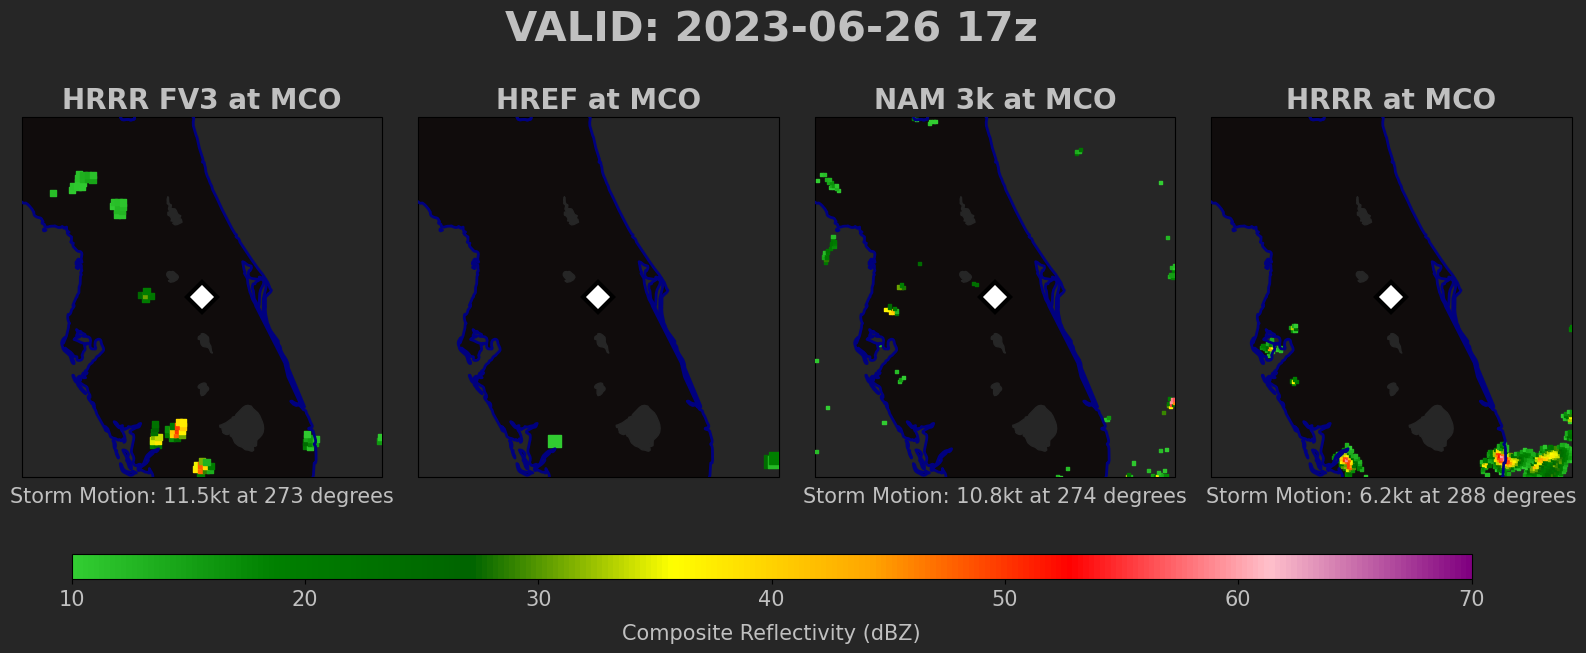 VALID: 2023-06-26 17z
HRRR FV3 at MCO
HREF at MCO
NAM 3k at MCO
HRRR at MCO
Storm Motion: 11.5kt at 273 degrees
Storm Motion: 10.8kt at 274 degrees
Storm Motion: 6.2kt at 288 degrees
10 20 30 40 50 60 70
Composite Reflectivity (dBZ)